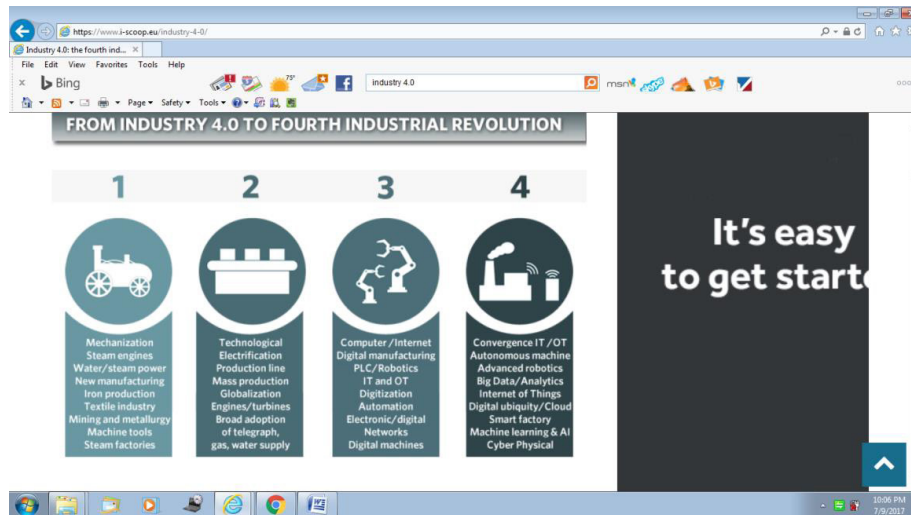 https://www.i-scoop.eu/industry-4-0/
Industry 4.0: the fourth ind...
File Edit View Favorites Tools Help
x Bing 75° industry 4.0 msn
Page Safety Tools
FROM INDUSTRY 4.0 TO FOURTH INDUSTRIAL REVOLUTION
1 2 3 4
Mechanization
Steam engines
Water/steam power
New manufacturing
Iron production
Textile industry
Mining and metallurgy
Machine tools
Steam factories
Technological
Electrification
Production line
Mass production
Globalization
Engines/turbines
Broad adoption
of telegraph,
gas, water supply
Computer/Internet
Digital manufacturing
PLC/Robotics
IT and OT
Digitization
Automation
Electronic/digital
Networks
Digital machines
Convergence IT/OT
Autonomous machine
Advanced robotics
Big Data/Analytics
Internet of Things
Digital ubiquity/Cloud
Smart factory
Machine learning & AI
Cyber Physical
It's easy
to get starte
10:06 PM
7/9/2017